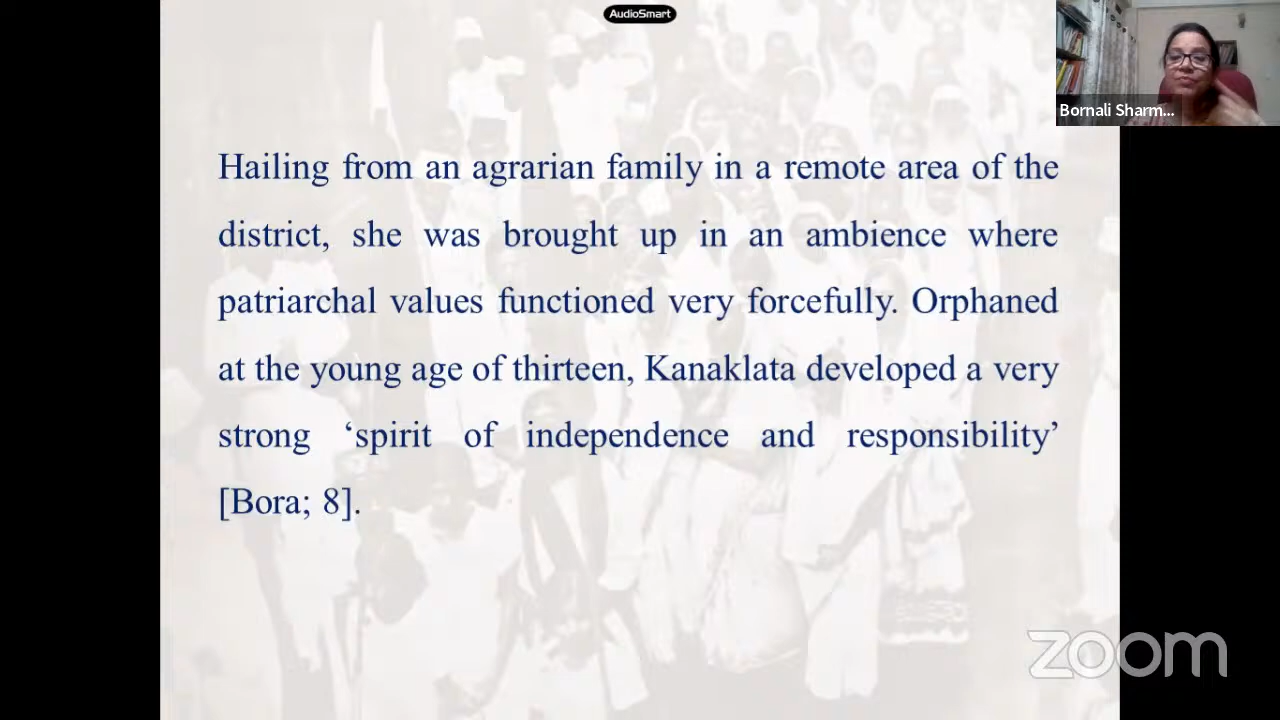 AudioSmart
Bornali Sharm...
Hailing from an agrarian family in a remote area of the
district, she was brought up in an ambience where
patriarchal values functioned very forcefully. Orphaned
at the young age of thirteen, Kanaklata developed a very
strong ‘spirit of independence and responsibility’
[Bora; 8].
zoom